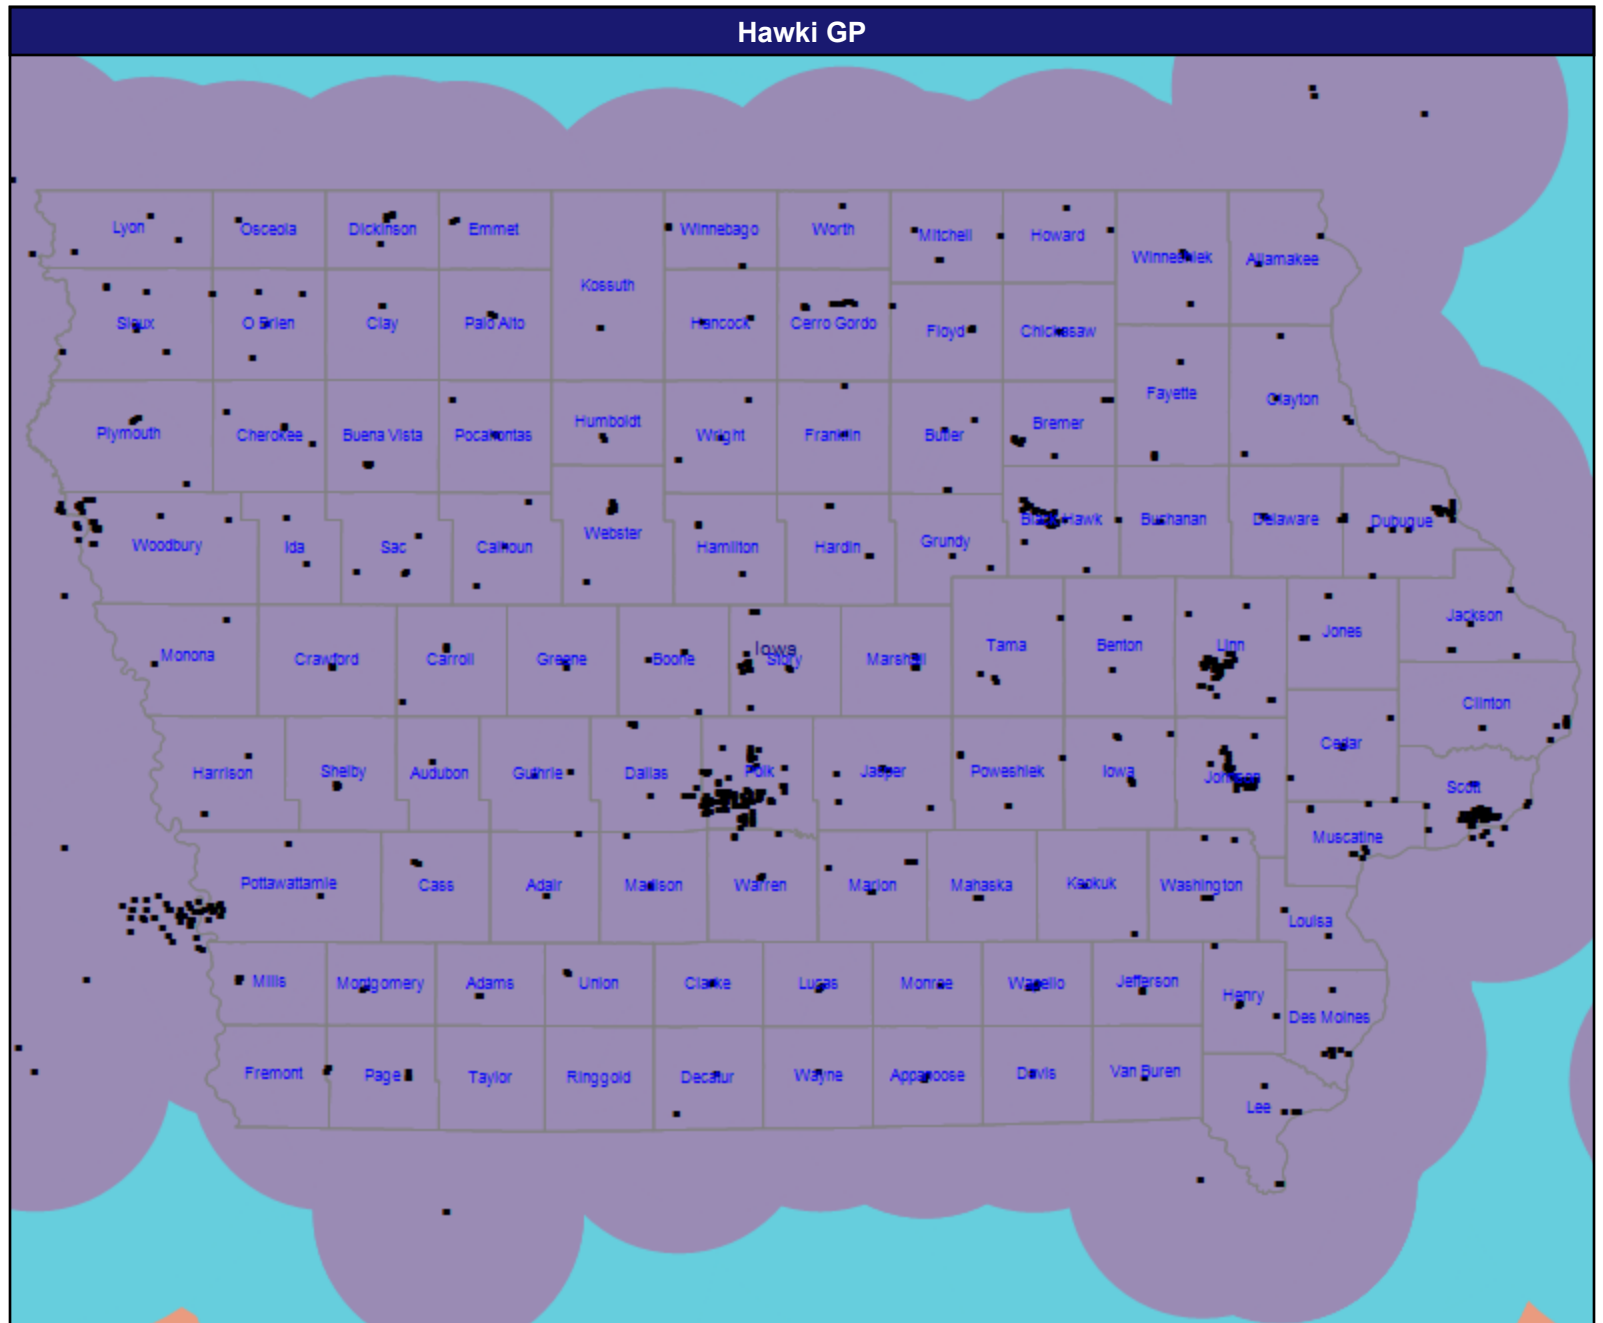 Hawki GP
Lyon
Osceola
Dickinson
Emmet
Winnebago
Worth
Mitchell
Howard
Winneshiek
Allamakee
Kossuth
Sioux
O Brien
Clay
Palo Alto
Hancock
Cerro Gordo
Floyd
Chickasaw
Fayette
Clayton
Plymouth
Cherokee
Buena Vista
Pocahontas
Humboldt
Wright
Franklin
Butler
Bremer
Woodbury
Ida
Sac
Calhoun
Webster
Hamilton
Hardin
Grundy
Black Hawk
Buchanan
Delaware
Dubuque
Monona
Crawford
Carroll
Greene
Boone
Iowa
Story
Marshall
Tama
Benton
Linn
Jones
Jackson
Clinton
Harrison
Shelby
Audubon
Guthrie
Dallas
Polk
Jasper
Poweshiek
Iowa
Johnson
Cedar
Scott
Muscatine
Pottawattamie
Cass
Adair
Madison
Warren
Marion
Mahaska
Keokuk
Washington
Louisa
Mills
Montgomery
Adams
Union
Clarke
Lucas
Monroe
Wapello
Jefferson
Henry
Des Moines
Fremont
Page
Taylor
Ringgold
Decatur
Wayne
Appanoose
Davis
Van Buren
Lee